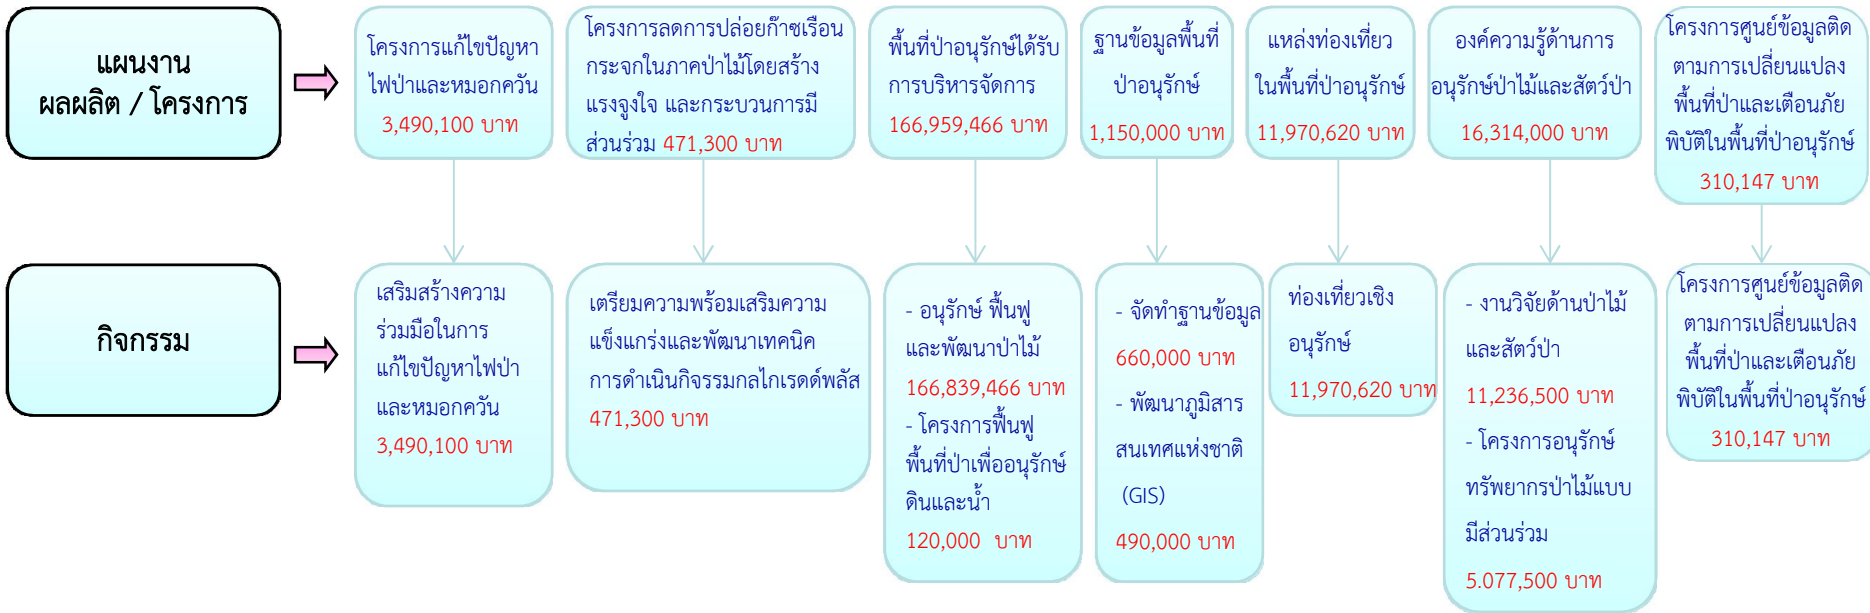 แผนงาน
ผลผลิต / โครงการ
โครงการแก้ไขปัญหา
ไฟป่าและหมอกควัน
3,490,100 บาท
โครงการลดการปล่อยก๊าซเรือน
กระจกในภาคป่าไม้โดยสร้าง
แรงจูงใจ และกระบวนการมี
ส่วนร่วม 471,300 บาท
พื้นที่ป่าอนุรักษ์ได้รับ
การบริหารจัดการ
166,959,466 บาท
ฐานข้อมูลพื้นที่
ป่าอนุรักษ์
1,150,000 บาท
แหล่งท่องเที่ยว
ในพื้นที่ป่าอนุรักษ์
11,970,620 บาท
องค์ความรู้ด้านการ
อนุรักษ์ป่าไม้และสัตว์ป่า
16,314,000 บาท
โครงการศูนย์ข้อมูลติด
ตามการเปลี่ยนแปลง
พื้นที่ป่าและเตือนภัย
พิบัติในพื้นที่ป่าอนุรักษ์
310,147 บาท
กิจกรรม
เสริมสร้างความ
ร่วมมือในการ
แก้ไขปัญหาไฟป่า
และหมอกควัน
3,490,100 บาท
เตรียมความพร้อมเสริมความ
แข็งแกร่งและพัฒนาเทคนิค
การดำเนินกิจรรมกลไกเรดด์พลัส
471,300 บาท
- อนุรักษ์ ฟื้นฟู
และพัฒนาป่าไม้
166,839,466 บาท
- โครงการฟื้นฟู
พื้นที่ป่าเพื่ออนุรักษ์
ดินและน้ำ
120,000 บาท
- จัดทำฐานข้อมูล
660,000 บาท
- พัฒนาภูมิสาร
สนเทศแห่งชาติ
(GIS)
490,000 บาท
ท่องเที่ยวเชิง
อนุรักษ์
11,970,620 บาท
- งานวิจัยด้านป่าไม้
และสัตว์ป่า
11,236,500 บาท
- โครงการอนุรักษ์
ทรัพยากรป่าไม้แบบ
มีส่วนร่วม
5.077,500 บาท
โครงการศูนย์ข้อมูลติด
ตามการเปลี่ยนแปลง
พื้นที่ป่าและเตือนภัย
พิบัติในพื้นที่ป่าอนุรักษ์
310,147 บาท